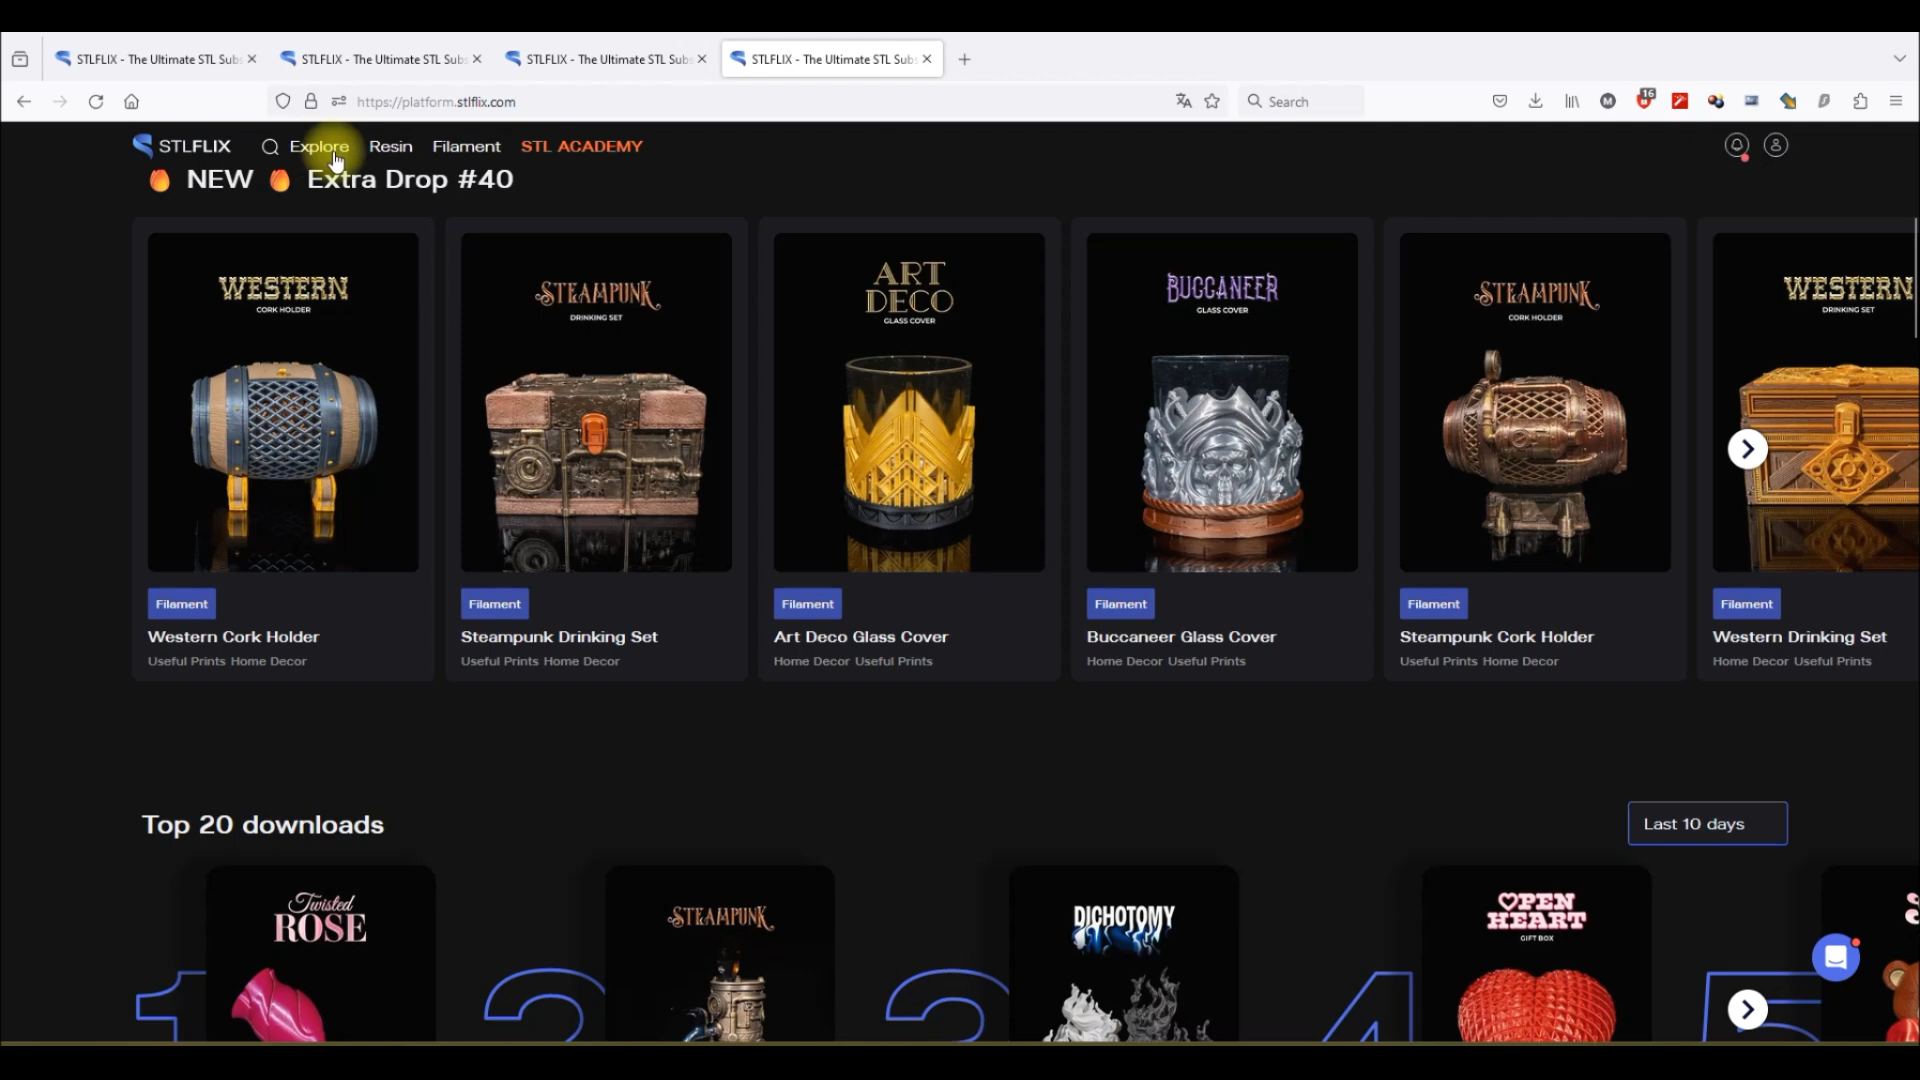 STLFLIX - The Ultimate STL Subs
STLFLIX - The Ultimate STL Subs
STLFLIX - The Ultimate STL Subs
STLFLIX - The Ultimate STL Subs
https://platform.stlflix.com
Search
16
STLFLIX
Explore
Resin
Filament
STL ACADEMY
NEW Extra Drop #40
WESTERN
CORK HOLDER
STEAMPUNK
DRINKING SET
ART
DECO
GLASS COVER
BUCCANEER
GLASS COVER
STEAMPUNK
CORK HOLDER
WESTERN
DRINKING SET
Filament
Western Cork Holder
Useful Prints Home Decor
Filament
Steampunk Drinking Set
Useful Prints Home Decor
Filament
Art Deco Glass Cover
Home Decor Useful Prints
Filament
Buccaneer Glass Cover
Home Decor Useful Prints
Filament
Steampunk Cork Holder
Useful Prints Home Decor
Filament
Western Drinking Set
Home Decor Useful Prints
Top 20 downloads
Last 10 days
1
Twisted
ROSE
2
STEAMPUNK
3
DICHOTOMY
4
OPEN
HEART
GIFT BOX
5